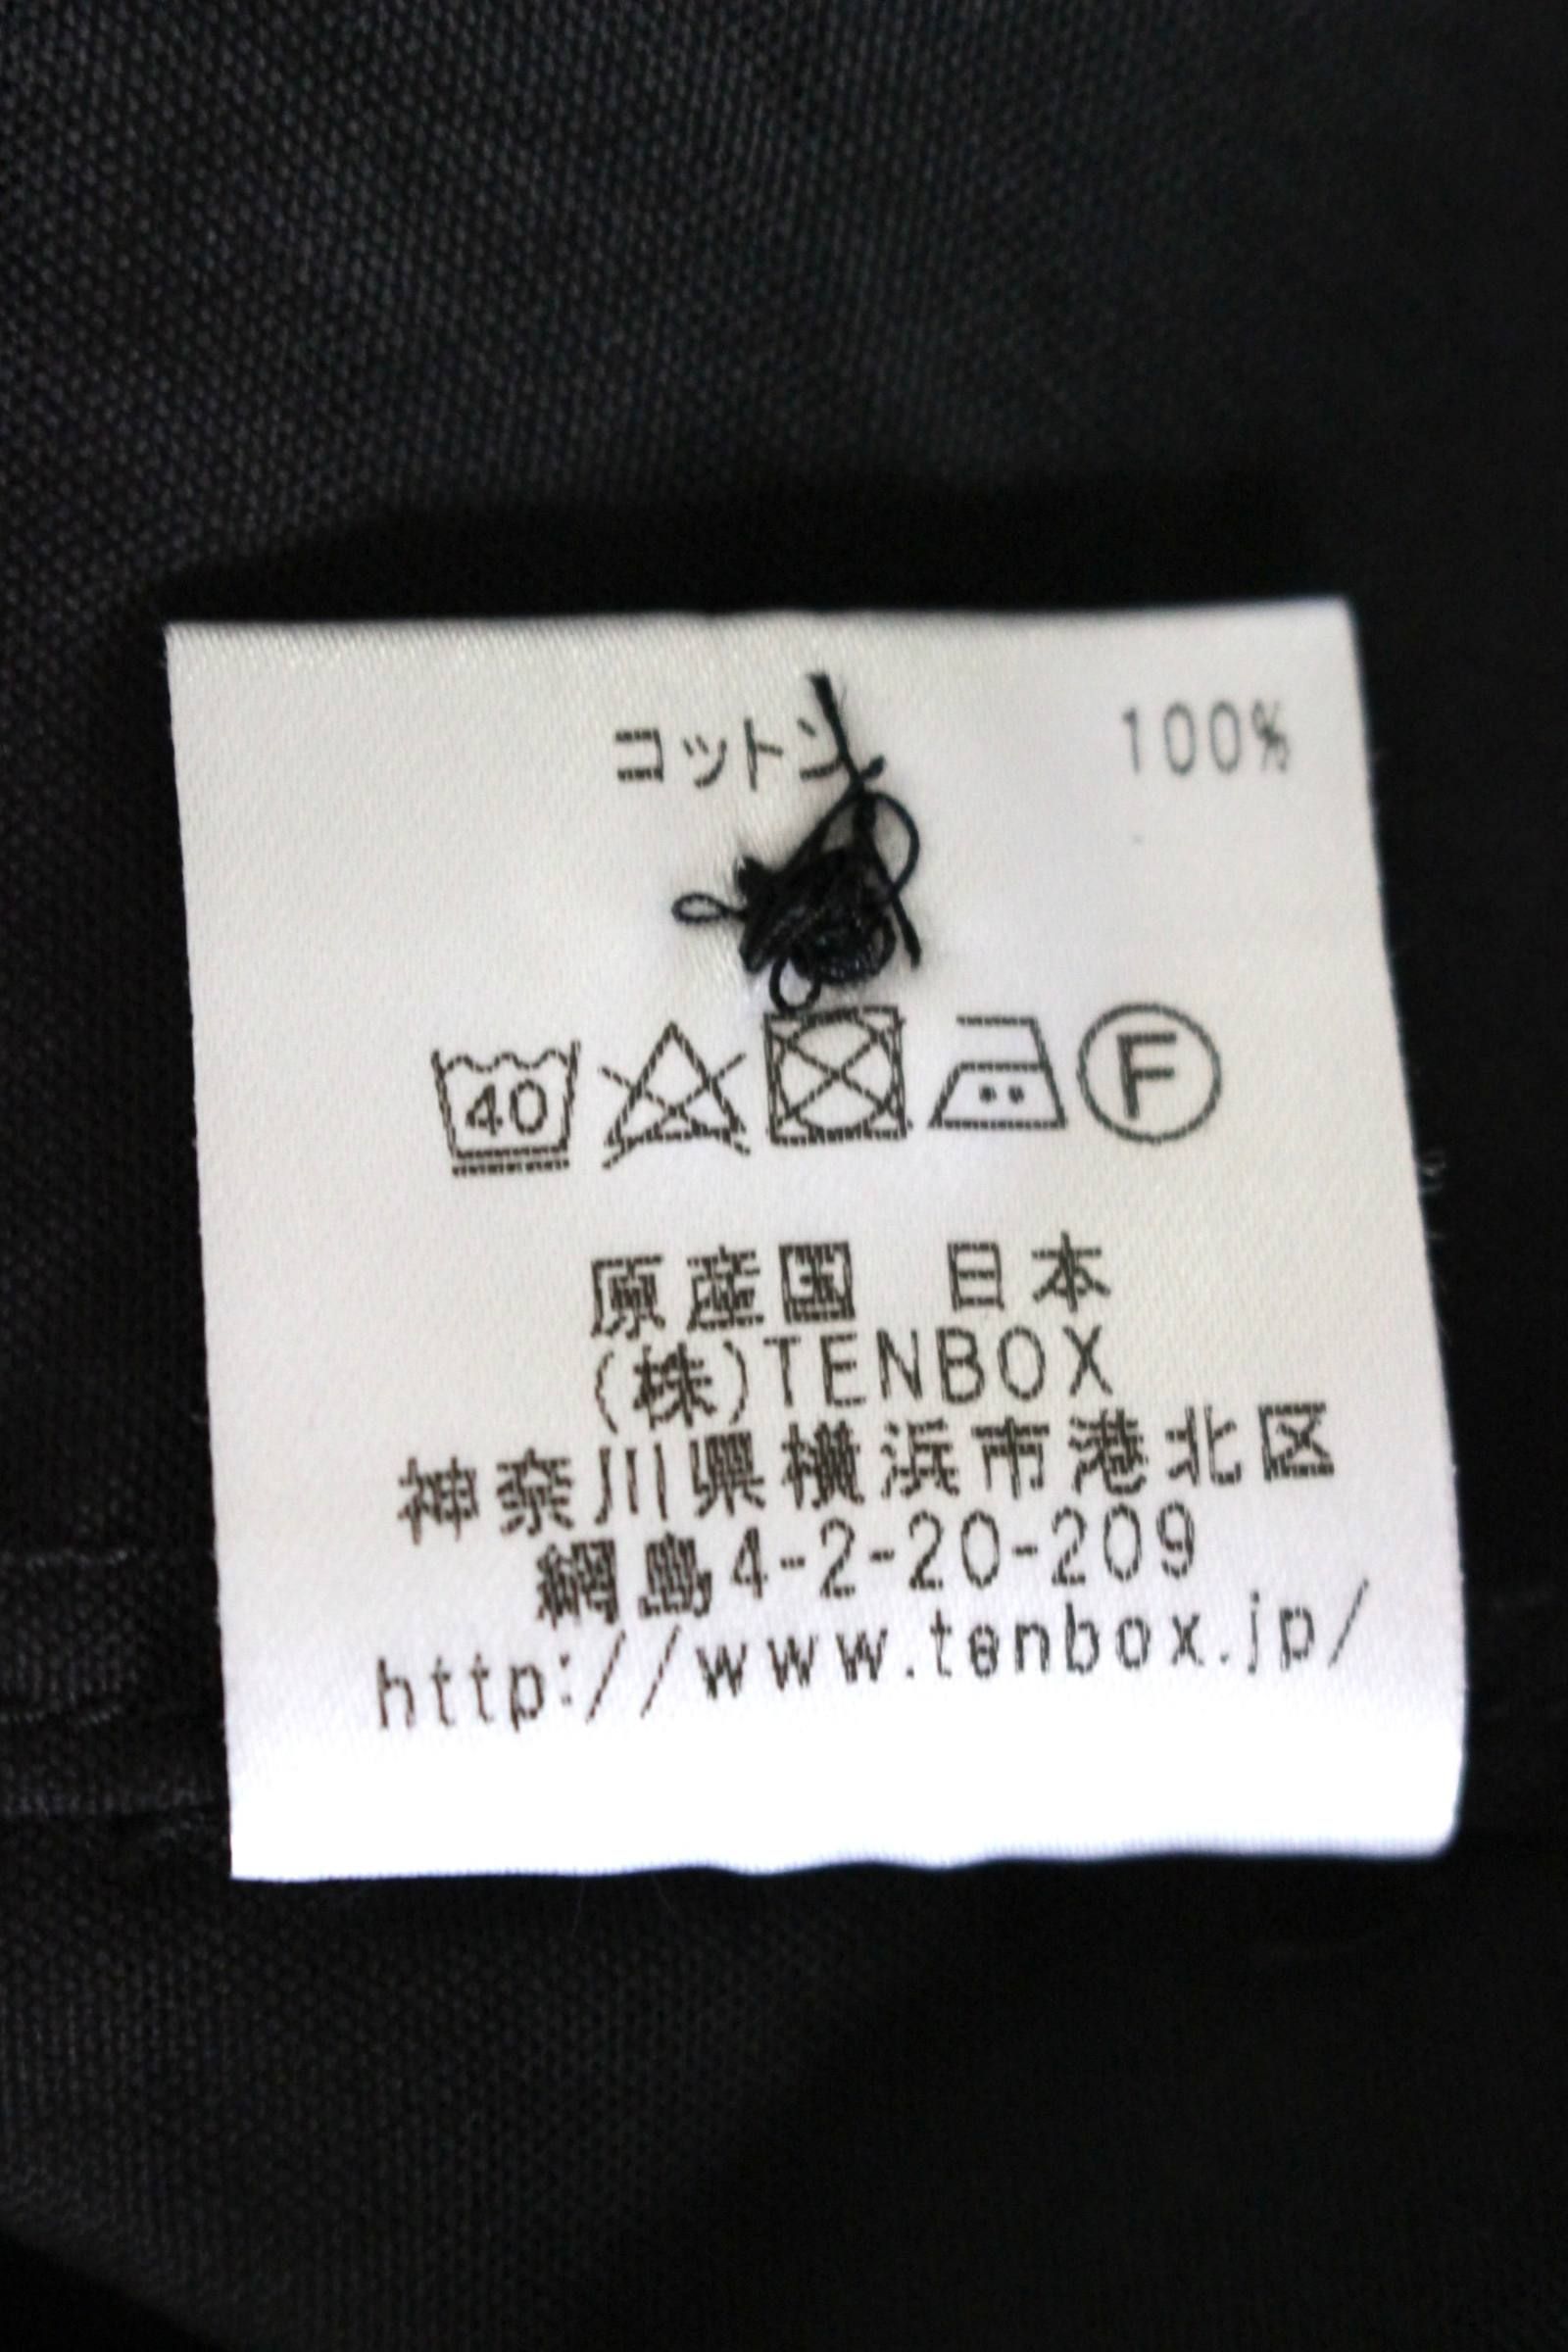 コットン 100%
40 F
原産国 日本
(株)TENBOX
神奈川県横浜市港北区
綱島4-2-20-209
http://www.tenbox.jp/